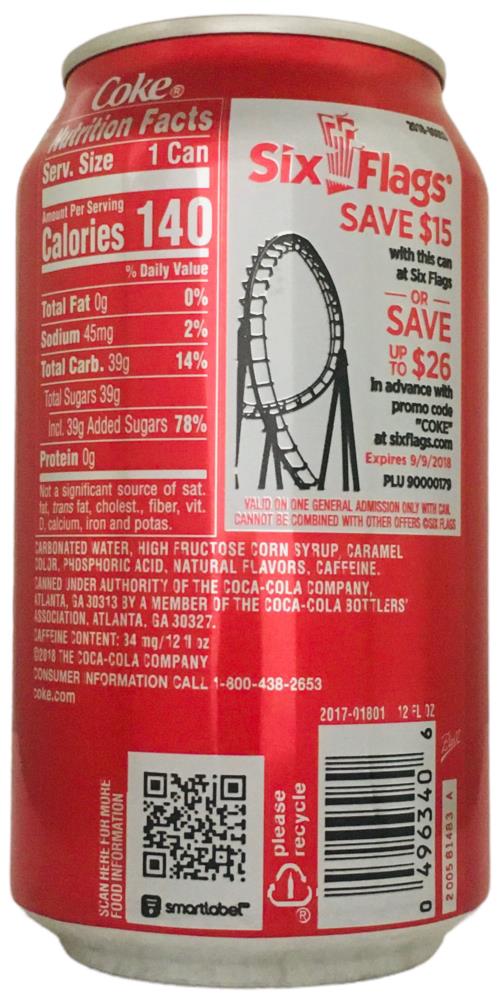 Coke®
Nutrition Facts
Serv. Size 1 Can
Amount Per Serving
Calories 140
% Daily Value
Total Fat 0g 0%
Sodium 45mg 2%
Total Carb. 39g 14%
Total Sugars 39g
Incl. 39g Added Sugars 78%
Protein 0g
Not a significant source of sat.
fat, trans fat, cholest., fiber, vit.
D, calcium, iron and potas.
Six Flags®
SAVE $15
with this can
at Six Flags
OR
SAVE
UP TO $26
in advance with
promo code
"COKE"
at sixflags.com
Expires 9/9/2018
PLU 90000179
VALID ON ONE GENERAL ADMISSION ONLY WITH CAN.
CANNOT BE COMBINED WITH OTHER OFFERS ©SIX FLAGS
CARBONATED WATER, HIGH FRUCTOSE CORN SYRUP, CARAMEL
COLOR, PHOSPHORIC ACID, NATURAL FLAVORS, CAFFEINE.
CANNED UNDER AUTHORITY OF THE COCA-COLA COMPANY,
ATLANTA, GA 30313 BY A MEMBER OF THE COCA-COLA BOTTLERS'
ASSOCIATION, ATLANTA, GA 30327.
CAFFEINE CONTENT: 34 mg/12 fl oz
©2018 THE COCA-COLA COMPANY
CONSUMER INFORMATION CALL 1-800-438-2653
coke.com
2017-01801 12 FL OZ
SCAN HERE FOR MORE
FOOD INFORMATION
smartlabel™
please
recycle
®
0 496340 6
Ball
200581483 A